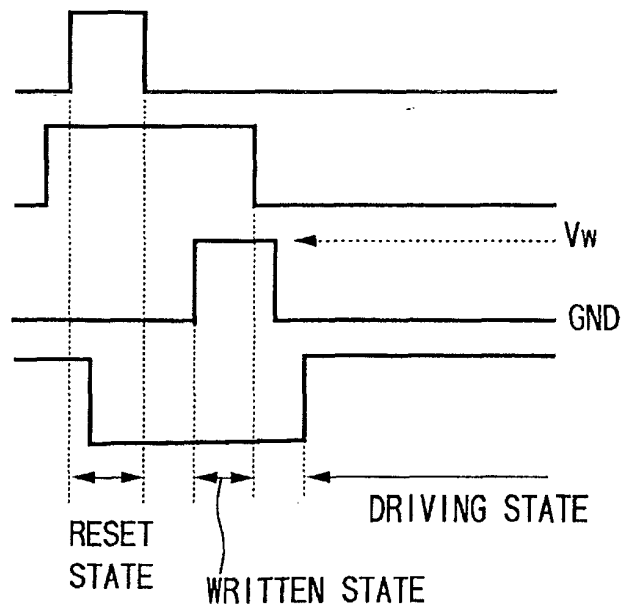 Vw
GND
DRIVING STATE
RESET
STATE
WRITTEN STATE